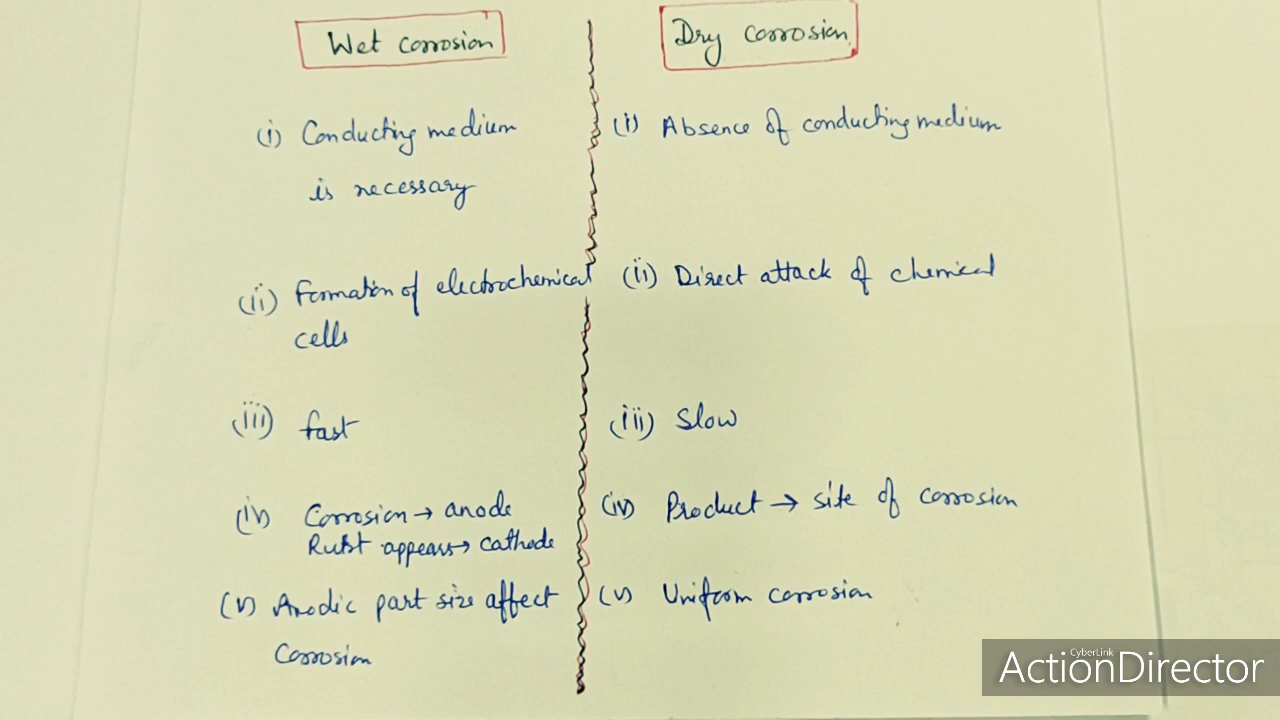 Wet corrosion
(i) Conducting medium
is necessary
(ii) Formation of electrochemical
cells
(iii) fast
(iv) Corrosion → anode
Rust appears → cathode
(v) Anodic part size affect
Corrosion
Dry corrosion
(i) Absence of conducting medium
(ii) Direct attack of chemical
(iii) Slow
(iv) Product → site of corrosion
(v) Uniform corrosion
CyberLink
ActionDirector